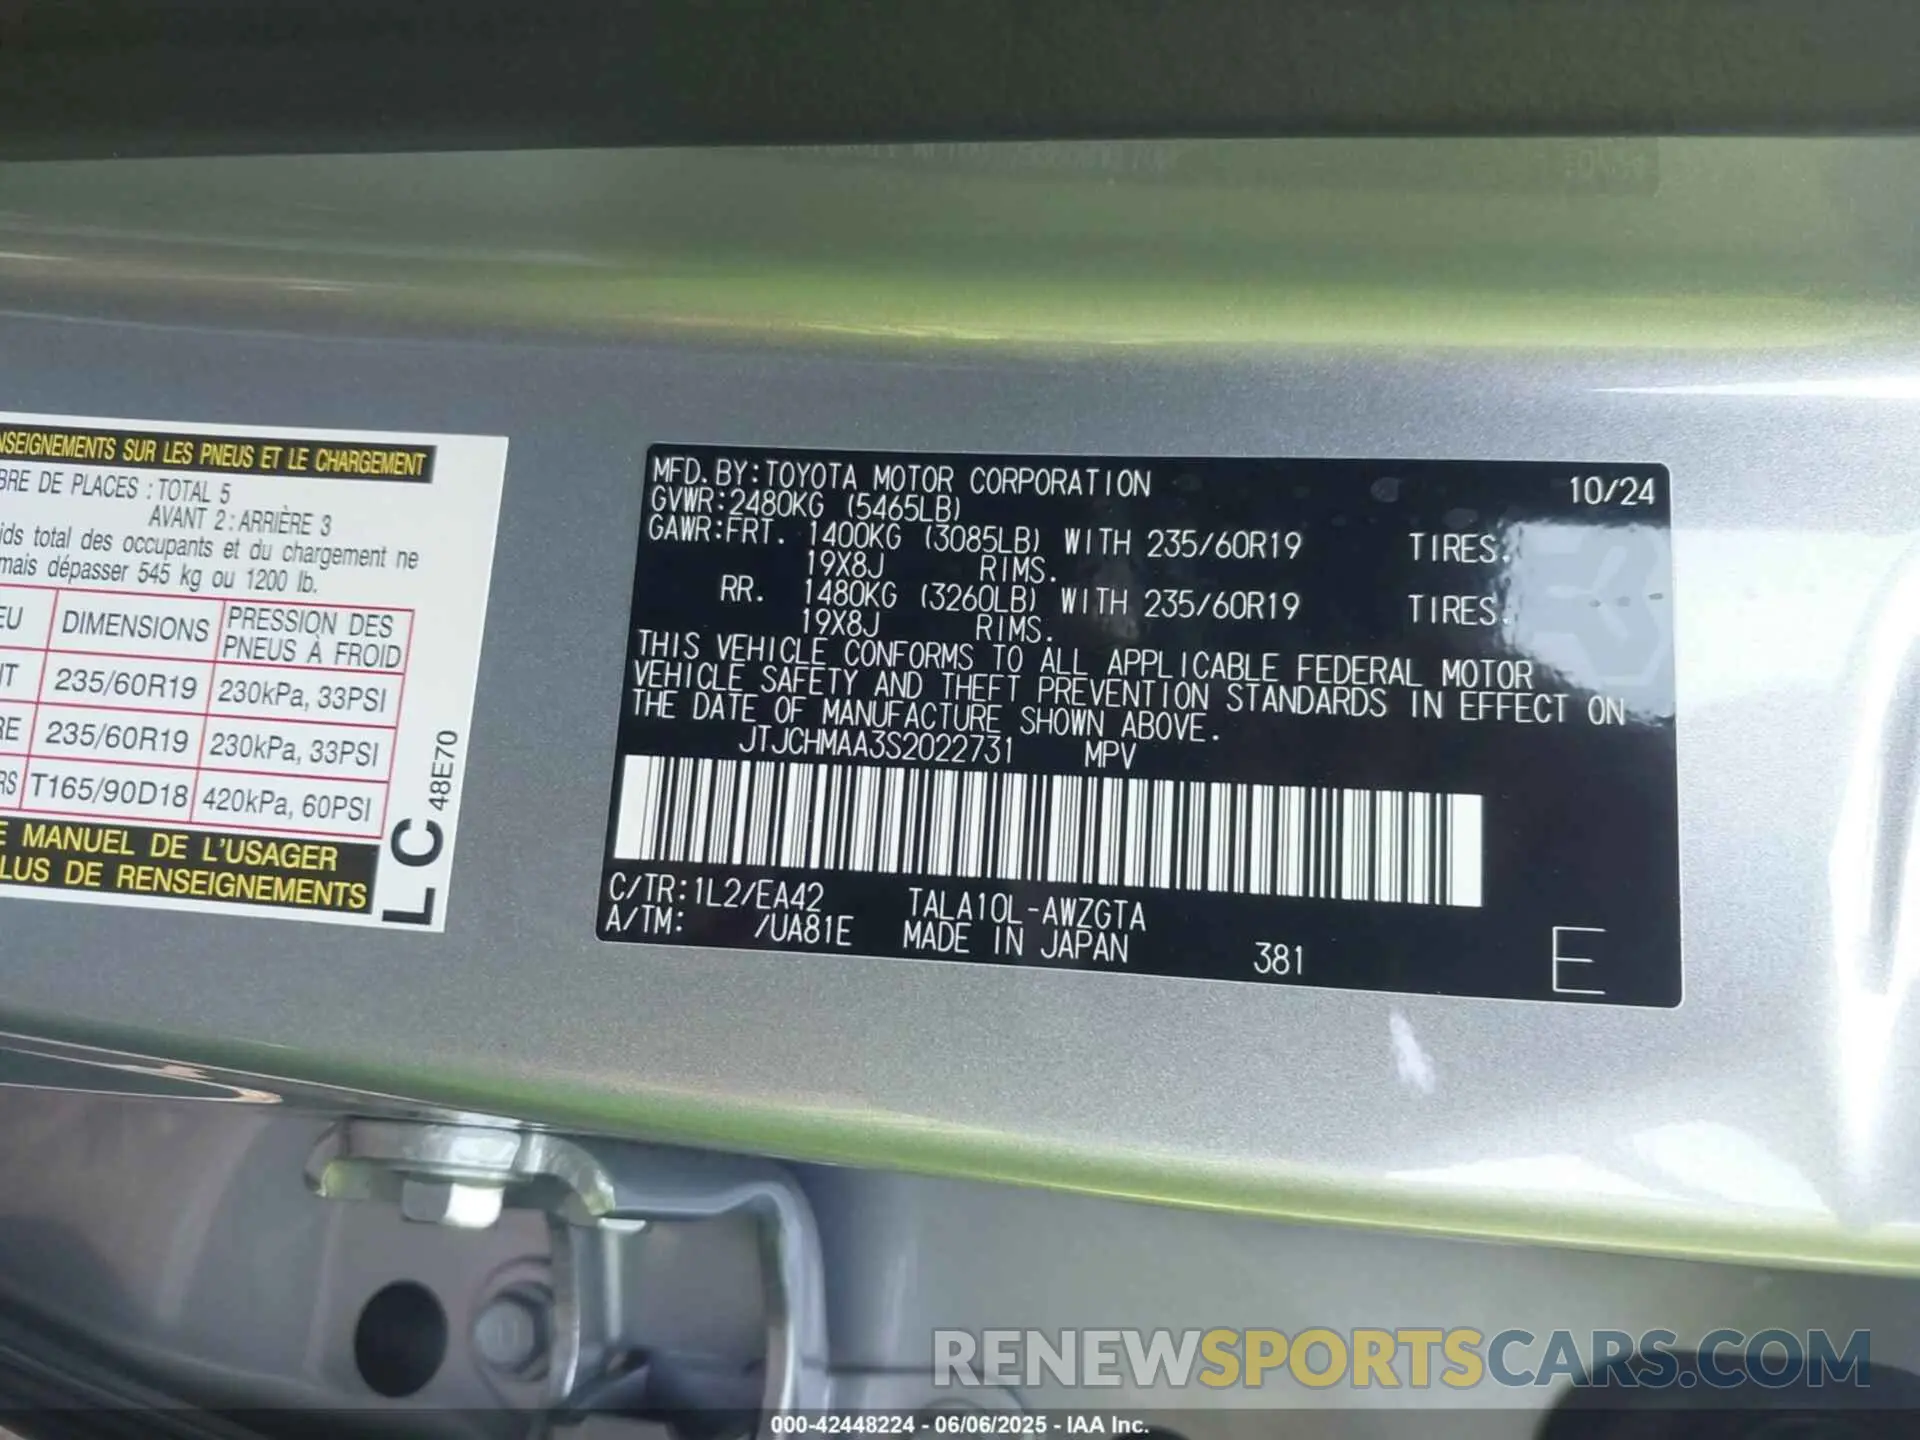 NSEIGNEMENTS SUR LES PNEUS ET LE CHARGEMENT
BRE DE PLACES : TOTAL 5
AVANT 2 : ARRIÈRE 3
ids total des occupants et du chargement ne
mais dépasser 545 kg ou 1200 lb.
EU DIMENSIONS PRESSION DES PNEUS À FROID
NT 235/60R19 230kPa, 33PSI
RE 235/60R19 230kPa, 33PSI
RS T165/90D18 420kPa, 60PSI
E MANUEL DE L'USAGER
LUS DE RENSEIGNEMENTS
LC 48E70
MFD. BY: TOYOTA MOTOR CORPORATION 10/24
GVWR: 2480KG (5465LB)
GAWR: FRT. 1400KG (3085LB) WITH 235/60R19 TIRES,
19X8J RIMS.
RR. 1480KG (3260LB) WITH 235/60R19 TIRES,
19X8J RIMS.
THIS VEHICLE CONFORMS TO ALL APPLICABLE FEDERAL MOTOR
VEHICLE SAFETY AND THEFT PREVENTION STANDARDS IN EFFECT ON
THE DATE OF MANUFACTURE SHOWN ABOVE.
JTJCHMAA3S2022731 MPV
C/TR: 1L2/EA42 TALA10L-AWZGTA
A/TM: /UA81E MADE IN JAPAN 381 E
RENEWSPORTSCARS.COM
000-42448224 - 06/06/2025 - IAA Inc.